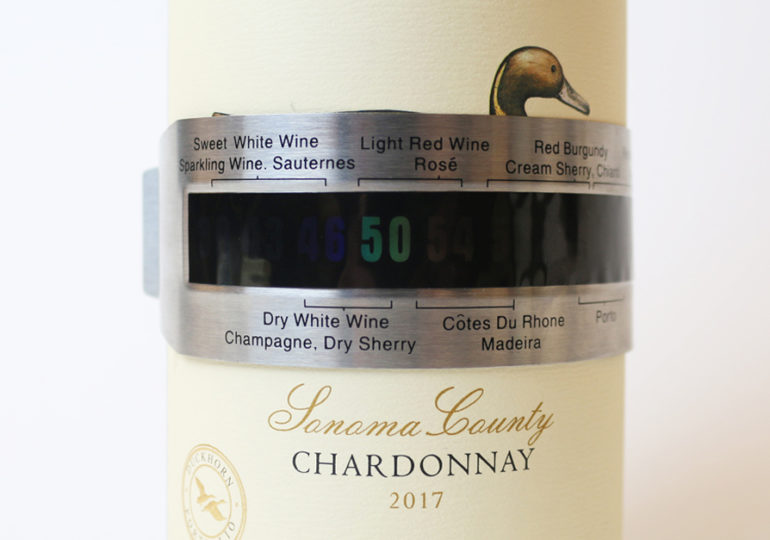 Sweet White Wine
Sparkling Wine. Sauternes
Light Red Wine
Rosé
Red Burgundy
Cream Sherry, Chianti
46 50 54
Dry White Wine
Champagne, Dry Sherry
Côtes Du Rhone
Madeira
Porto
Sonoma County
CHARDONNAY
2017
DUCKHORN